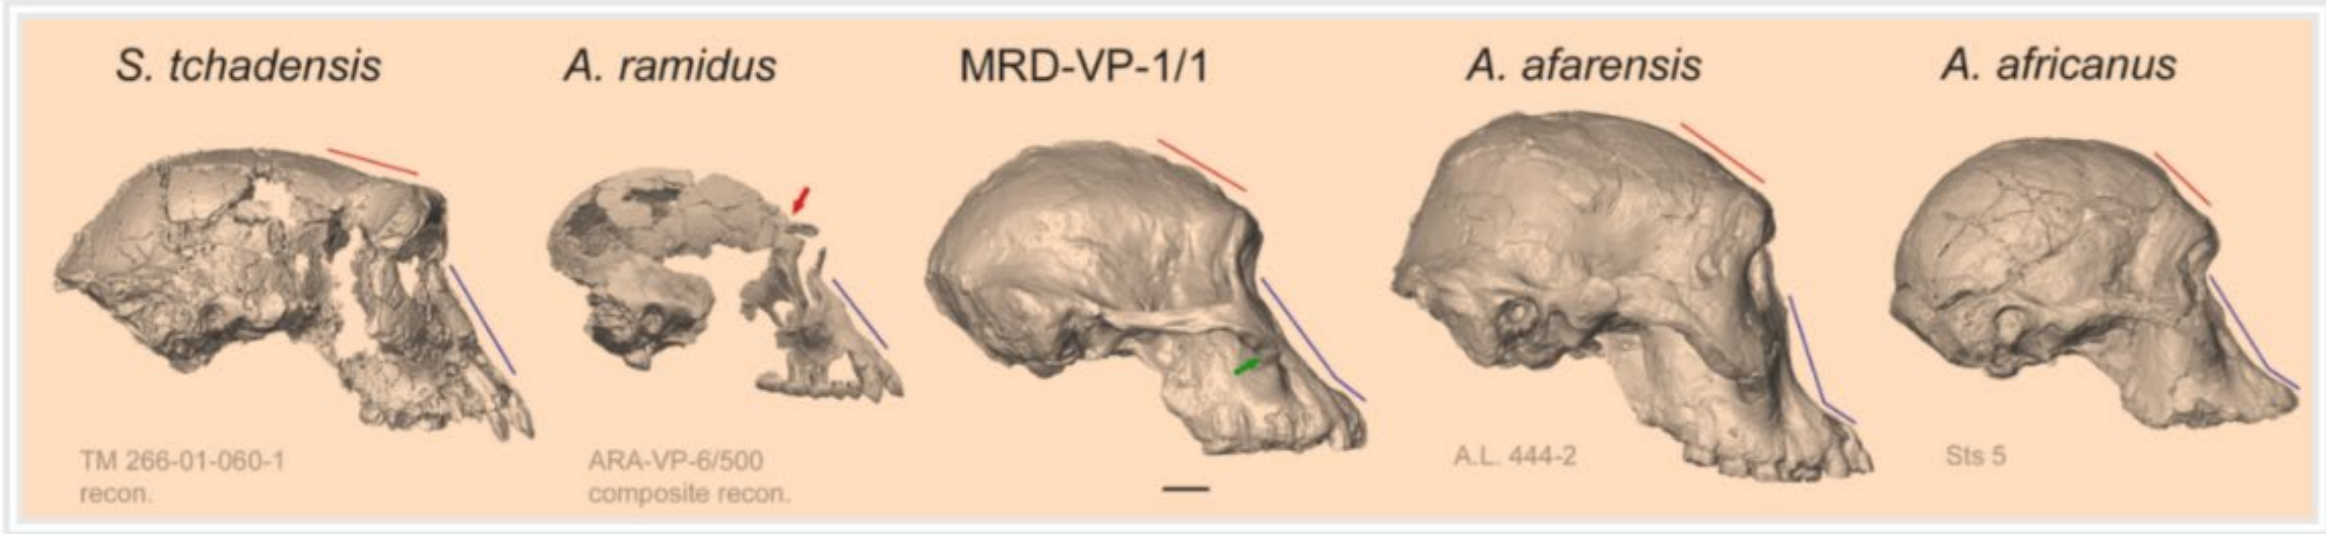 S. tchadensis
A. ramidus
MRD-VP-1/1
A. afarensis
A. africanus
TM 266-01-060-1
recon.
ARA-VP-6/500
composite recon.
A.L. 444-2
Sts 5